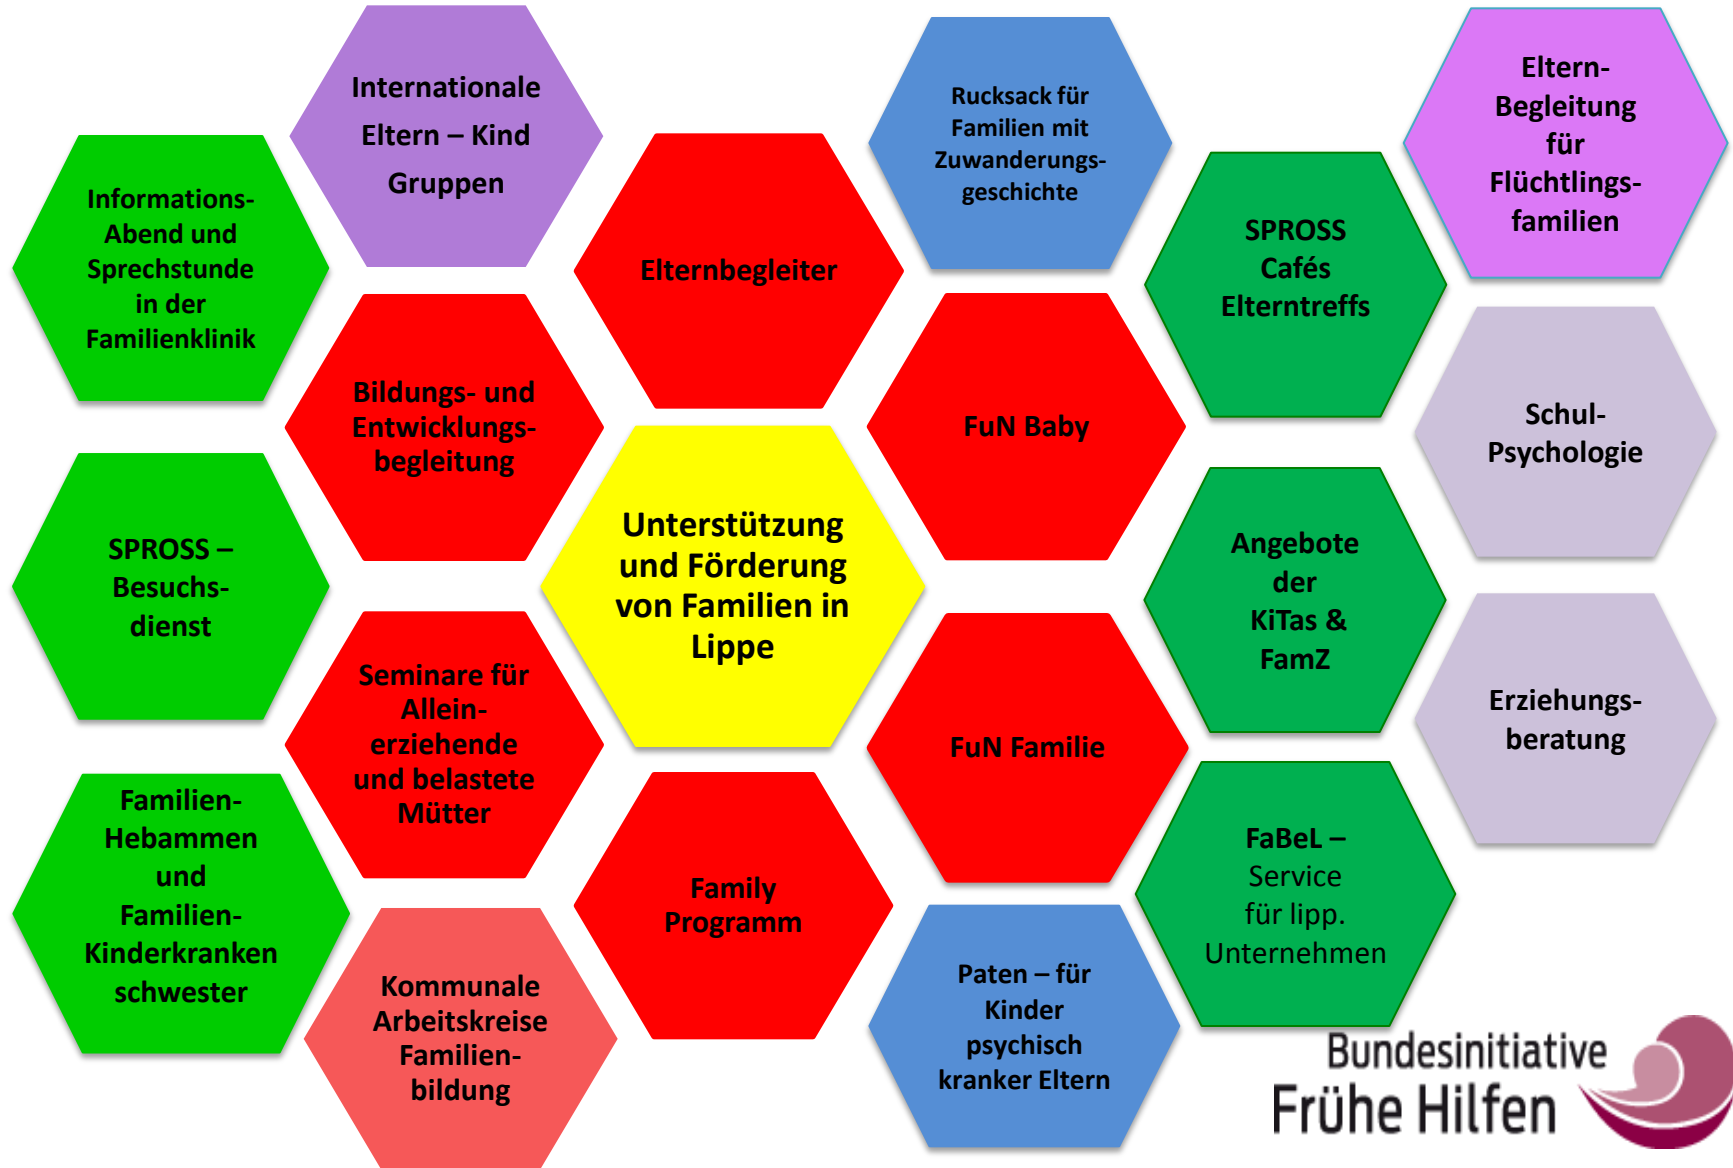 Internationale
Eltern – Kind
Gruppen
Rucksack für
Familien mit
Zuwanderungs-
geschichte
Eltern-
Begleitung
für
Flüchtlings-
familien
Informations-
Abend und
Sprechstunde
in der
Familienklinik
Elternbegleiter
SPROSS
Cafés
Elterntreffs
Bildungs- und
Entwicklungs-
begleitung
FuN Baby
Schul-
Psychologie
SPROSS –
Besuchs-
dienst
Unterstützung
und Förderung
von Familien in
Lippe
Angebote
der
KiTas &
FamZ
Seminare für
Allein-
erziehende
und belastete
Mütter
FuN Familie
Erziehungs-
beratung
Familien-
Hebammen
und
Familien-
Kinderkranken
schwester
Family
Programm
FaBeL –
Service
für lipp.
Unternehmen
Kommunale
Arbeitskreise
Familien-
bildung
Paten – für
Kinder
psychisch
kranker Eltern
Bundesinitiative
Frühe Hilfen